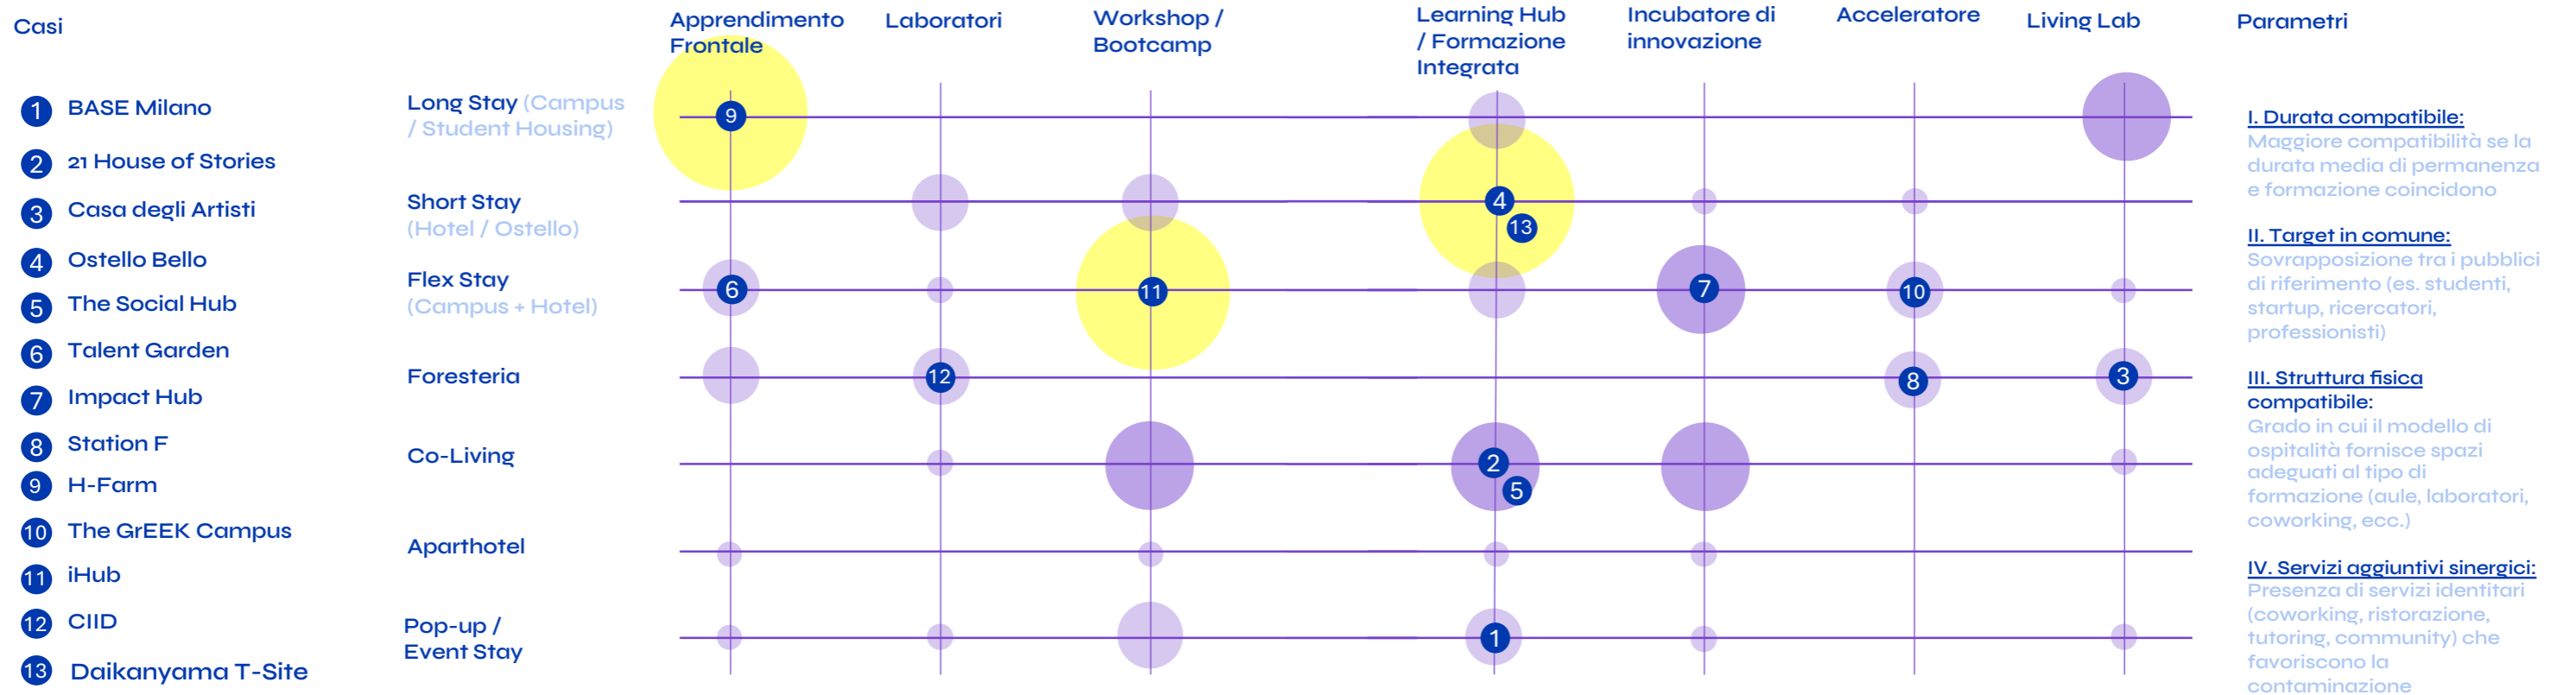 Casi
Apprendimento
Frontale
Laboratori
Workshop /
Bootcamp
Learning Hub
/ Formazione
Integrata
Incubatore di
innovazione
Acceleratore
Living Lab
Parametri
1 BASE Milano
2 21 House of Stories
3 Casa degli Artisti
4 Ostello Bello
5 The Social Hub
6 Talent Garden
7 Impact Hub
8 Station F
9 H-Farm
10 The GrEEK Campus
11 iHub
12 CIID
13 Daikanyama T-Site
Long Stay (Campus
/ Student Housing)
9
Short Stay
(Hotel / Ostello)
4
13
Flex Stay
(Campus + Hotel)
6
11
7
10
Foresteria
12
8
3
Co-Living
2
5
Aparthotel
Pop-up /
Event Stay
1
I. Durata compatibile:
Maggiore compatibilità se la
durata media di permanenza
e formazione coincidono
II. Target in comune:
Sovrapposizione tra i pubblici
di riferimento (es. studenti,
startup, ricercatori,
professionisti)
III. Struttura fisica
compatibile:
Grado in cui il modello di
ospitalità fornisce spazi
adeguati al tipo di
formazione (aule, laboratori,
coworking, ecc.)
IV. Servizi aggiuntivi sinergici:
Presenza di servizi identitari
(coworking, ristorazione,
tutoring, community) che
favoriscono la
contaminazione